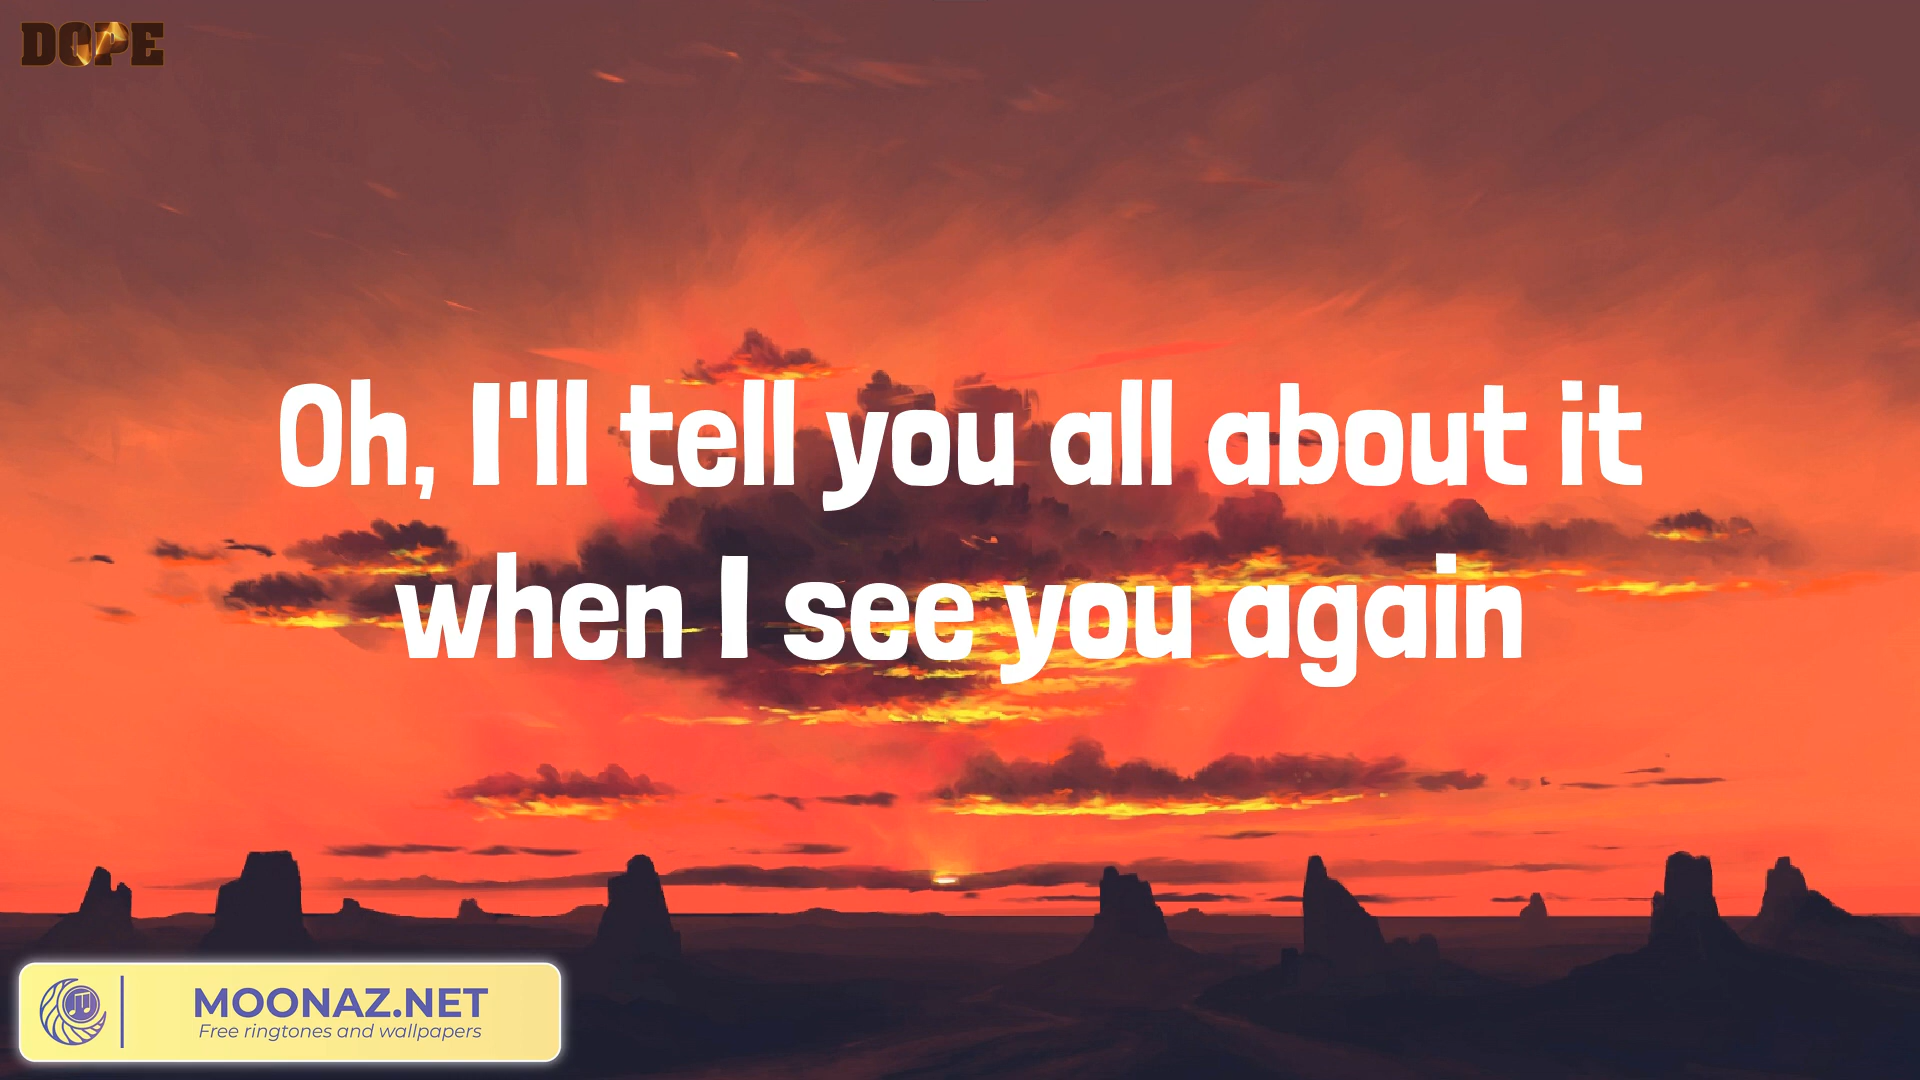 DOPE
Oh, I'll tell you all about it
when I see you again
MOONAZ.NET
Free ringtones and wallpapers